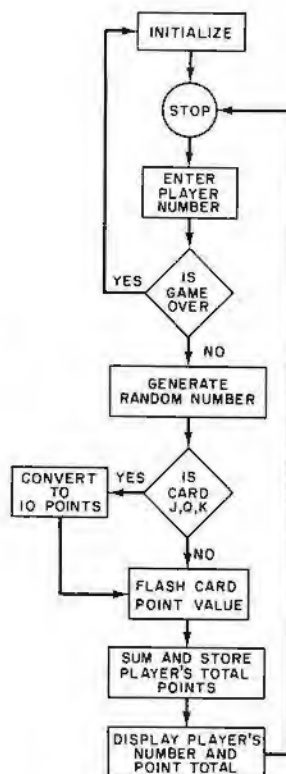 INITIALIZE
STOP
ENTER
PLAYER
NUMBER
YES
IS
GAME
OVER
NO
GENERATE
RANDOM NUMBER
CONVERT
TO
10 POINTS
YES
IS
CARD
J,Q,K
NO
FLASH CARD
POINT VALUE
SUM AND STORE
PLAYER'S TOTAL
POINTS
DISPLAY PLAYER'S
NUMBER AND
POINT TOTAL